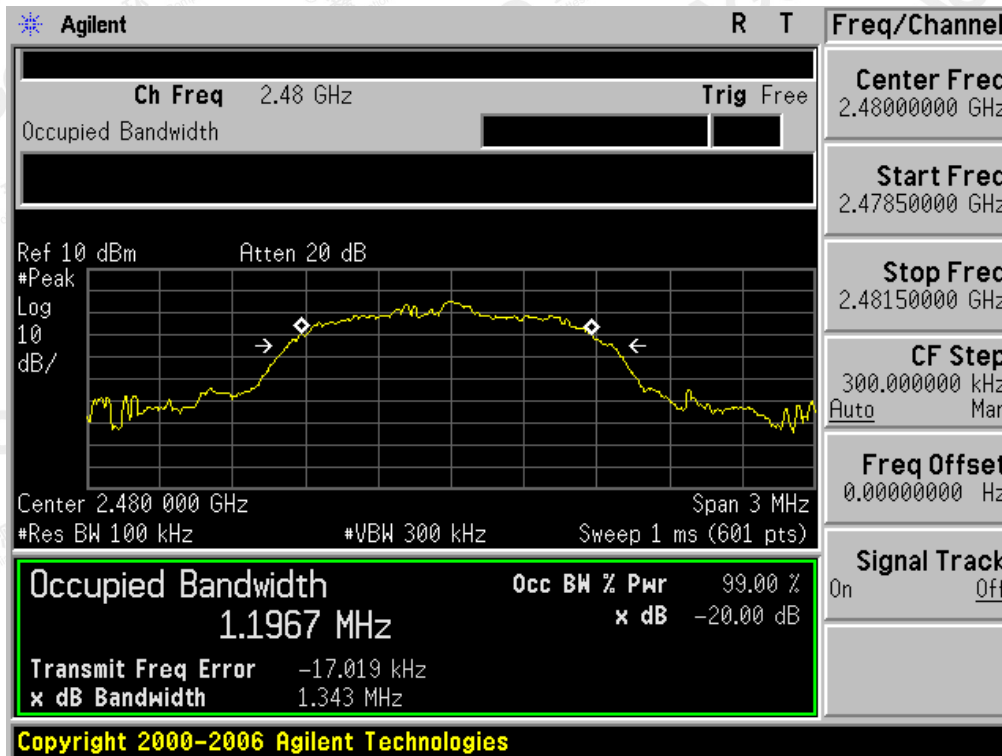 Agilent
R T
Freq/Channel
Ch Freq 2.48 GHz
Trig Free
Occupied Bandwidth
Center Freq
2.48000000 GHz
Start Freq
2.47850000 GHz
Stop Freq
2.48150000 GHz
CF Step
300.000000 kHz
Auto Man
Freq Offset
0.00000000 Hz
Signal Track
On Off
Ref 10 dBm
Atten 20 dB
#Peak
Log
10
dB/
Center 2.480 000 GHz
Span 3 MHz
#Res BW 100 kHz
#VBW 300 kHz
Sweep 1 ms (601 pts)
Occupied Bandwidth
1.1967 MHz
Occ BW % Pwr 99.00 %
x dB -20.00 dB
Transmit Freq Error -17.019 kHz
x dB Bandwidth 1.343 MHz
Copyright 2000-2006 Agilent Technologies